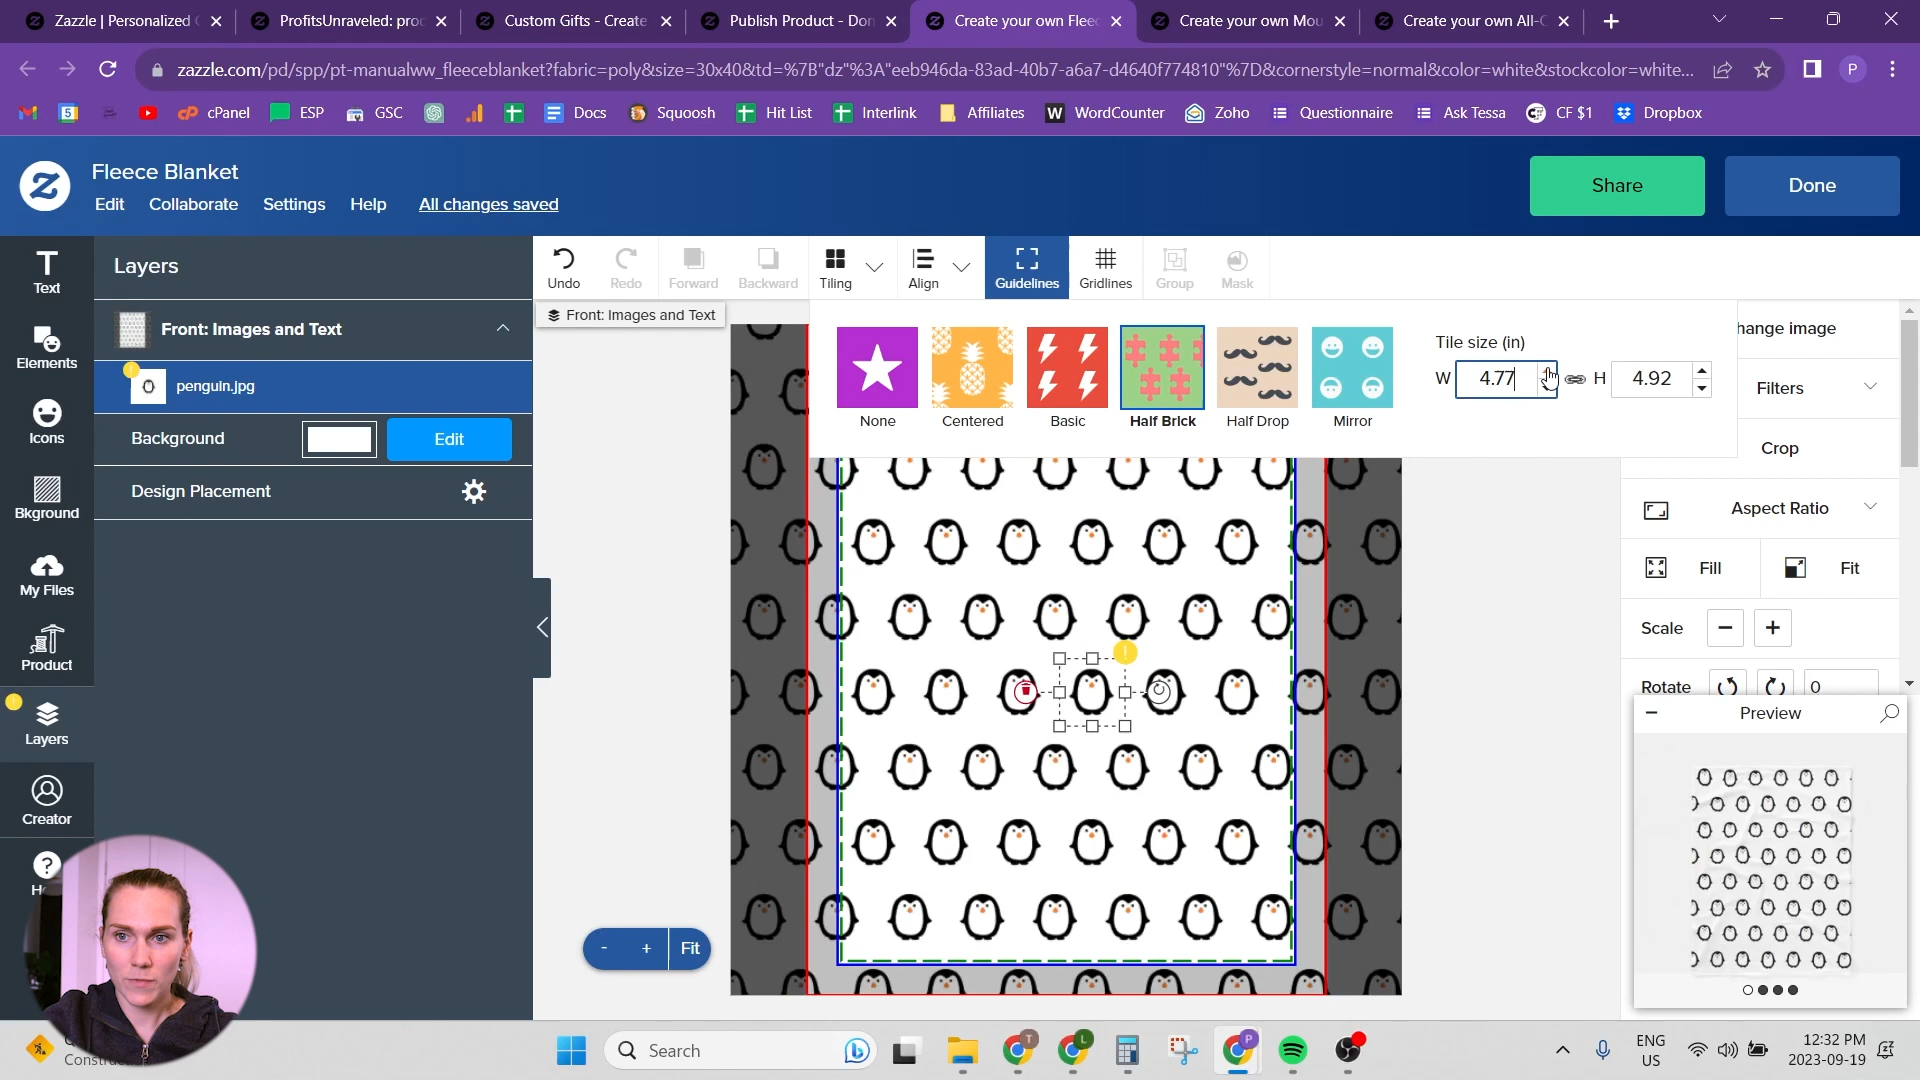 Zazzle | Personalized
ProfitsUnraveled: proc
Custom Gifts - Create
Publish Product - Don
Create your own Flee
Create your own Mou
Create your own All-O
zazzle.com/pd/spp/pt-manualww_fleeceblanket?fabric=poly&size=30x40&td=%7B"dz"%3A"eeb946da-83ad-40b7-a6a7-d4640f774810"%7D&cornerstyle=normal&color=white&stockcolor=white...
P
5
cPanel
ESP
GSC
Docs
Squoosh
Hit List
Interlink
Affiliates
WordCounter
Zoho
Questionnaire
Ask Tessa
CF $1
Dropbox
Fleece Blanket
Edit
Collaborate
Settings
Help
All changes saved
Share
Done
Text
Elements
Icons
Bkground
My Files
Product
Layers
Creator
Layers
Front: Images and Text
penguin.jpg
Background
Edit
Design Placement
Undo
Redo
Forward
Backward
Tiling
Align
Guidelines
Gridlines
Group
Mask
Front: Images and Text
None
Centered
Basic
Half Brick
Half Drop
Mirror
Tile size (in)
W 4.77
H 4.92
hange image
Filters
Crop
Aspect Ratio
Fill
Fit
Scale - +
Rotate
0
Preview
- + Fit
Search
ENG
US
12:32 PM
2023-09-19